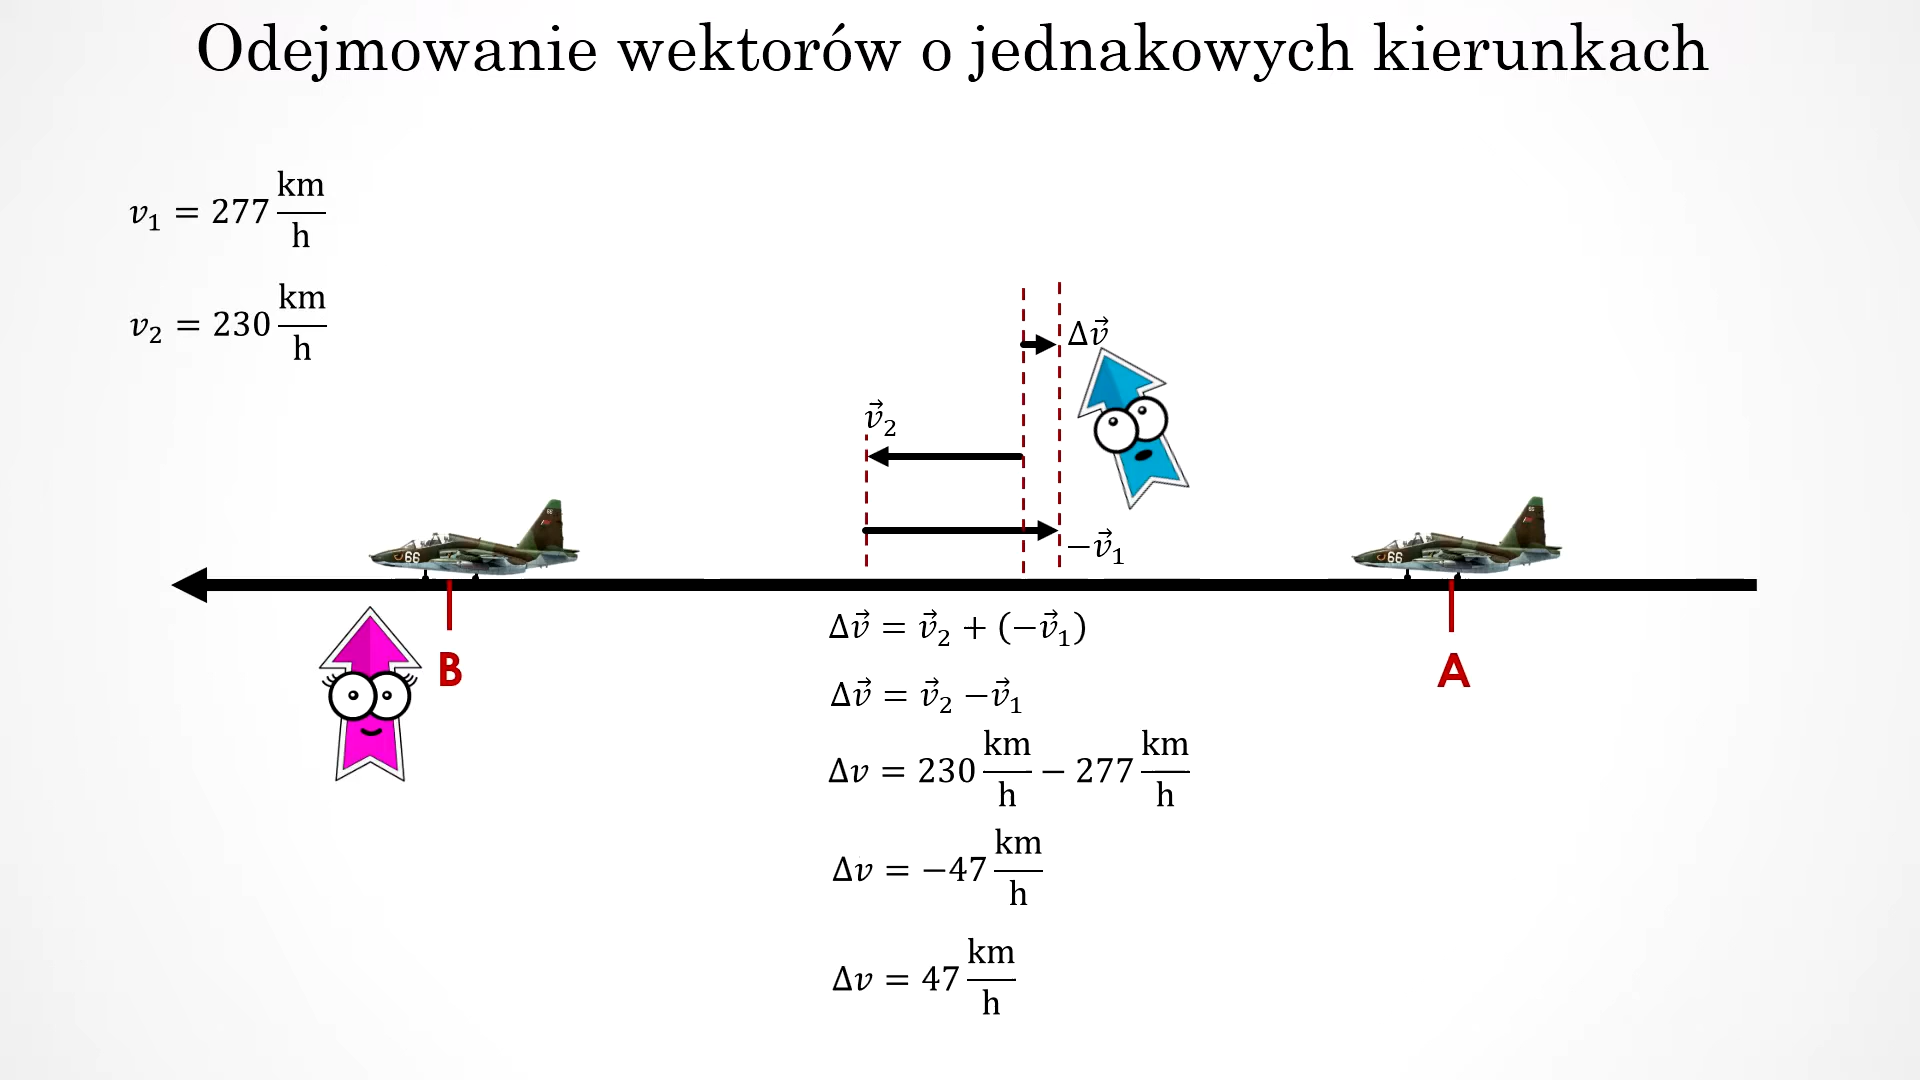 Odejmowanie wektorów o jednakowych kierunkach
v₁ = 277 km/h
v₂ = 230 km/h
Δv⃗
v⃗₂
−v⃗₁
66
66
B
A
Δv⃗ = v⃗₂ + (−v⃗₁)
Δv⃗ = v⃗₂ −v⃗₁
Δv = 230 km/h − 277 km/h
Δv = −47 km/h
Δv = 47 km/h